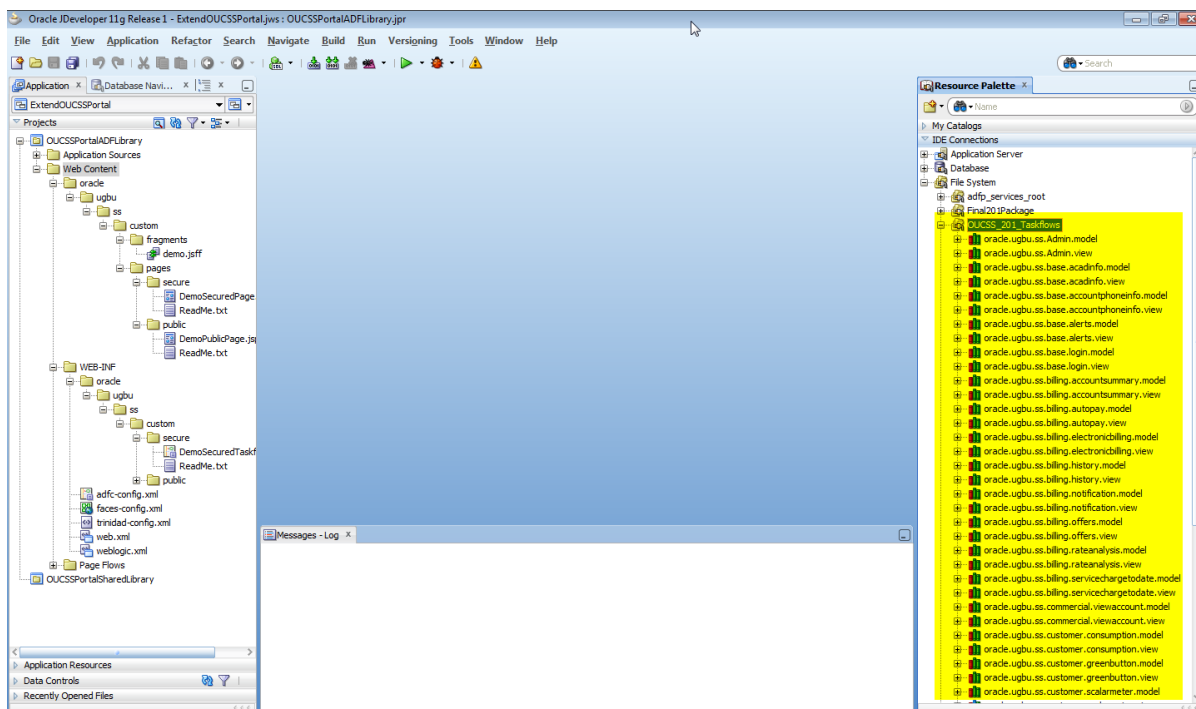 Oracle JDeveloper 11g Release 1 - ExtendOUCSSPortal.jws : OUCSSPortalADFLibrary.jpr
File Edit View Application Refactor Search Navigate Build Run Versioning Tools Window Help
Search
Application x Database Navi... x x
ExtendOUCSSPortal
Projects
OUCSSPortalADFLibrary
Application Sources
Web Content
oracle
ugbu
ss
custom
fragments
demo.jsff
pages
secure
DemoSecuredPage
ReadMe.txt
public
DemoPublicPage.jsp
ReadMe.txt
WEB-INF
oracle
ugbu
ss
custom
secure
DemoSecuredTaskf
ReadMe.txt
public
adfc-config.xml
faces-config.xml
trinidad-config.xml
web.xml
weblogic.xml
Page Flows
OUCSSPortalSharedLibrary
Application Resources
Data Controls
Recently Opened Files
Messages - Log x
Resource Palette x
Name
My Catalogs
IDE Connections
Application Server
Database
File System
adfp_services_root
Final201Package
OUCSS_201_Taskflows
oracle.ugbu.ss.Admin.model
oracle.ugbu.ss.Admin.view
oracle.ugbu.ss.base.acadinfo.model
oracle.ugbu.ss.base.acadinfo.view
oracle.ugbu.ss.base.accountphoneinfo.model
oracle.ugbu.ss.base.accountphoneinfo.view
oracle.ugbu.ss.base.alerts.model
oracle.ugbu.ss.base.alerts.view
oracle.ugbu.ss.base.login.model
oracle.ugbu.ss.base.login.view
oracle.ugbu.ss.billing.accountsummary.model
oracle.ugbu.ss.billing.accountsummary.view
oracle.ugbu.ss.billing.autopay.model
oracle.ugbu.ss.billing.autopay.view
oracle.ugbu.ss.billing.electronicbilling.model
oracle.ugbu.ss.billing.electronicbilling.view
oracle.ugbu.ss.billing.history.model
oracle.ugbu.ss.billing.history.view
oracle.ugbu.ss.billing.notification.model
oracle.ugbu.ss.billing.notification.view
oracle.ugbu.ss.billing.offers.model
oracle.ugbu.ss.billing.offers.view
oracle.ugbu.ss.billing.rateanalysis.model
oracle.ugbu.ss.billing.rateanalysis.view
oracle.ugbu.ss.billing.servicechargetodate.model
oracle.ugbu.ss.billing.servicechargetodate.view
oracle.ugbu.ss.commercial.viewaccount.model
oracle.ugbu.ss.commercial.viewaccount.view
oracle.ugbu.ss.customer.consumption.model
oracle.ugbu.ss.customer.consumption.view
oracle.ugbu.ss.customer.greenbutton.model
oracle.ugbu.ss.customer.greenbutton.view
oracle.ugbu.ss.customer.scalarmeter.model